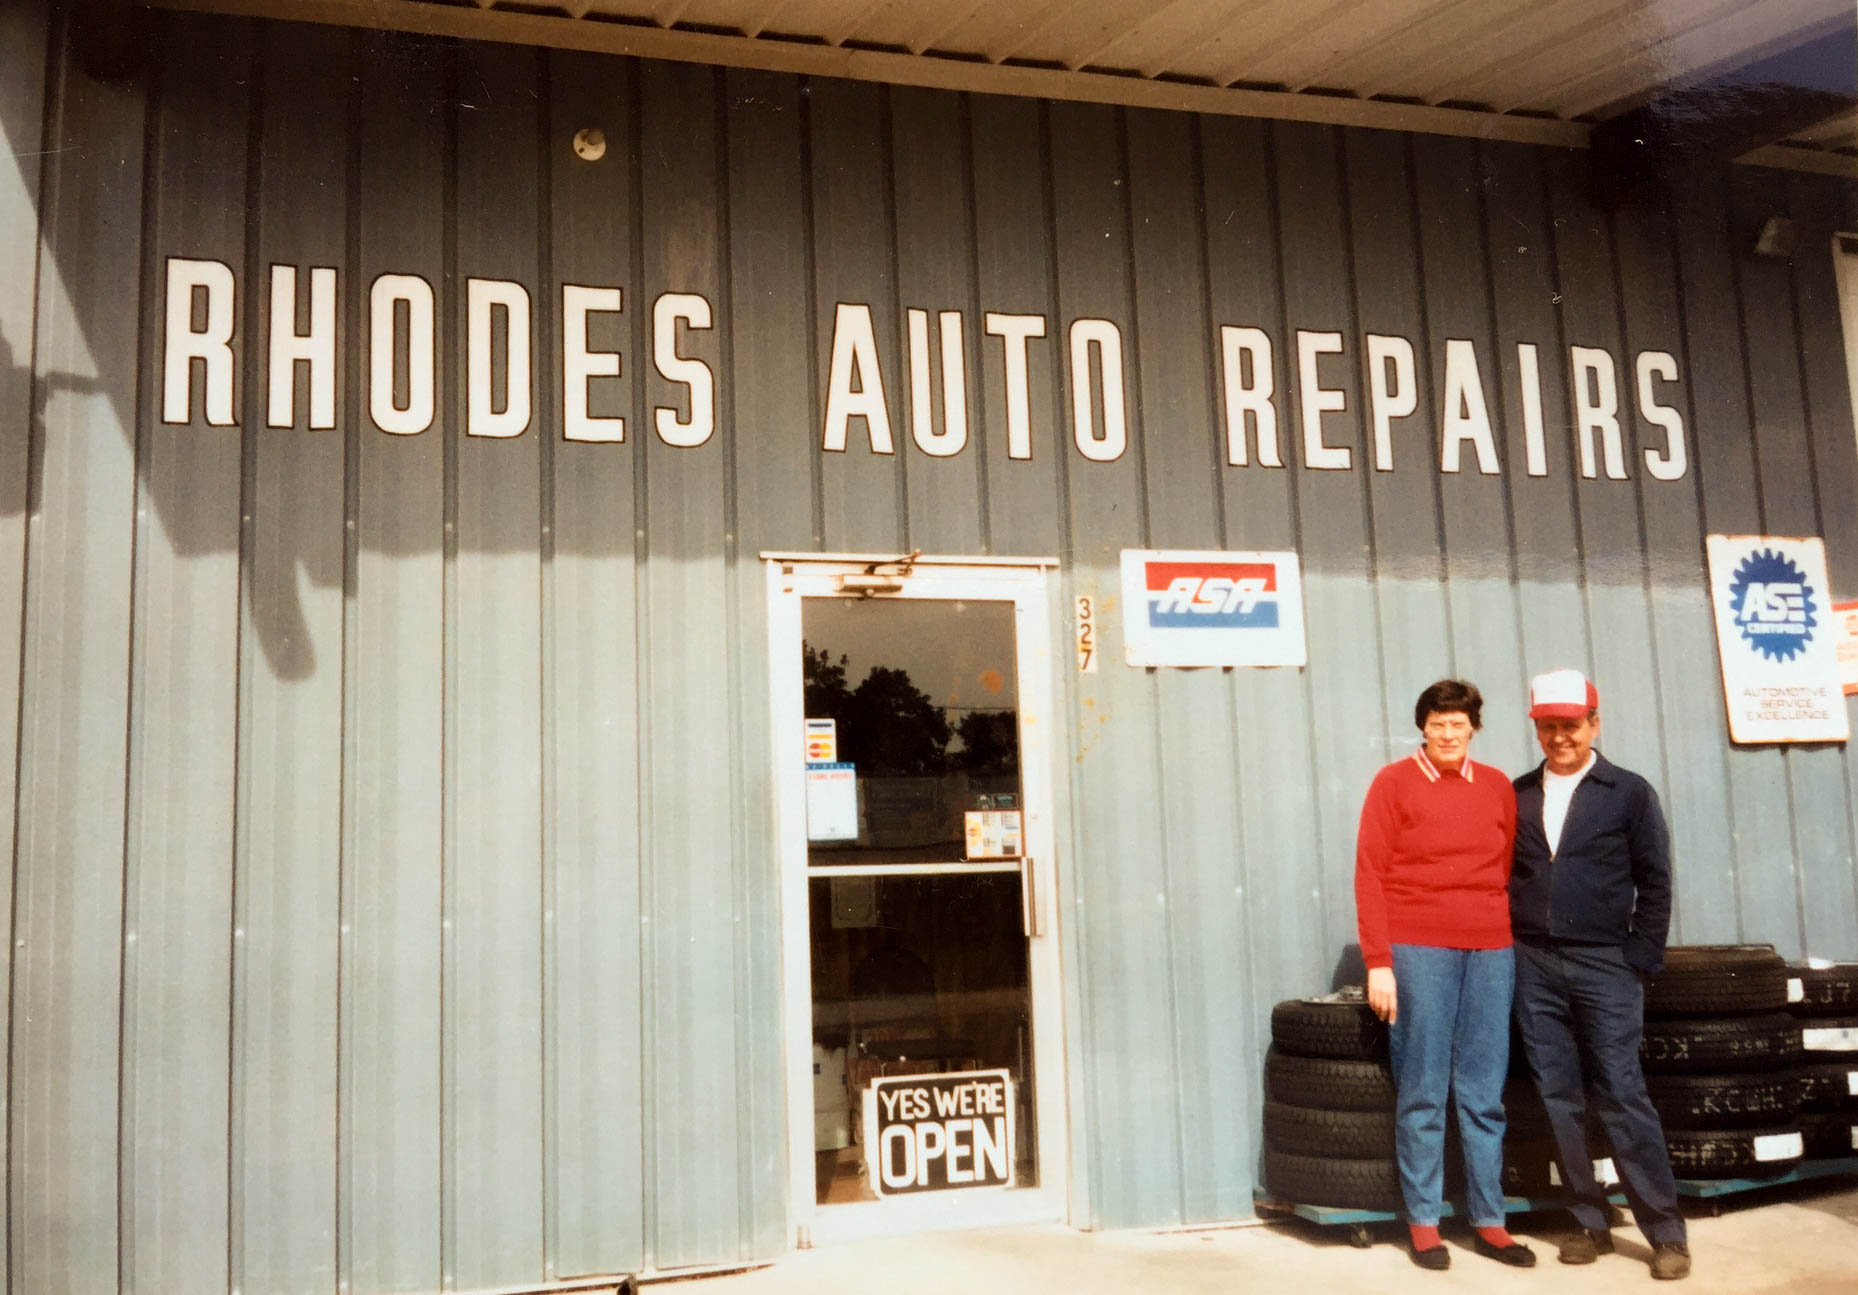 RHODES AUTO REPAIRS
ASA
327
ASE
CERTIFIED
AUTOMOTIVE
SERVICE
EXCELLENCE
YES WE'RE
OPEN